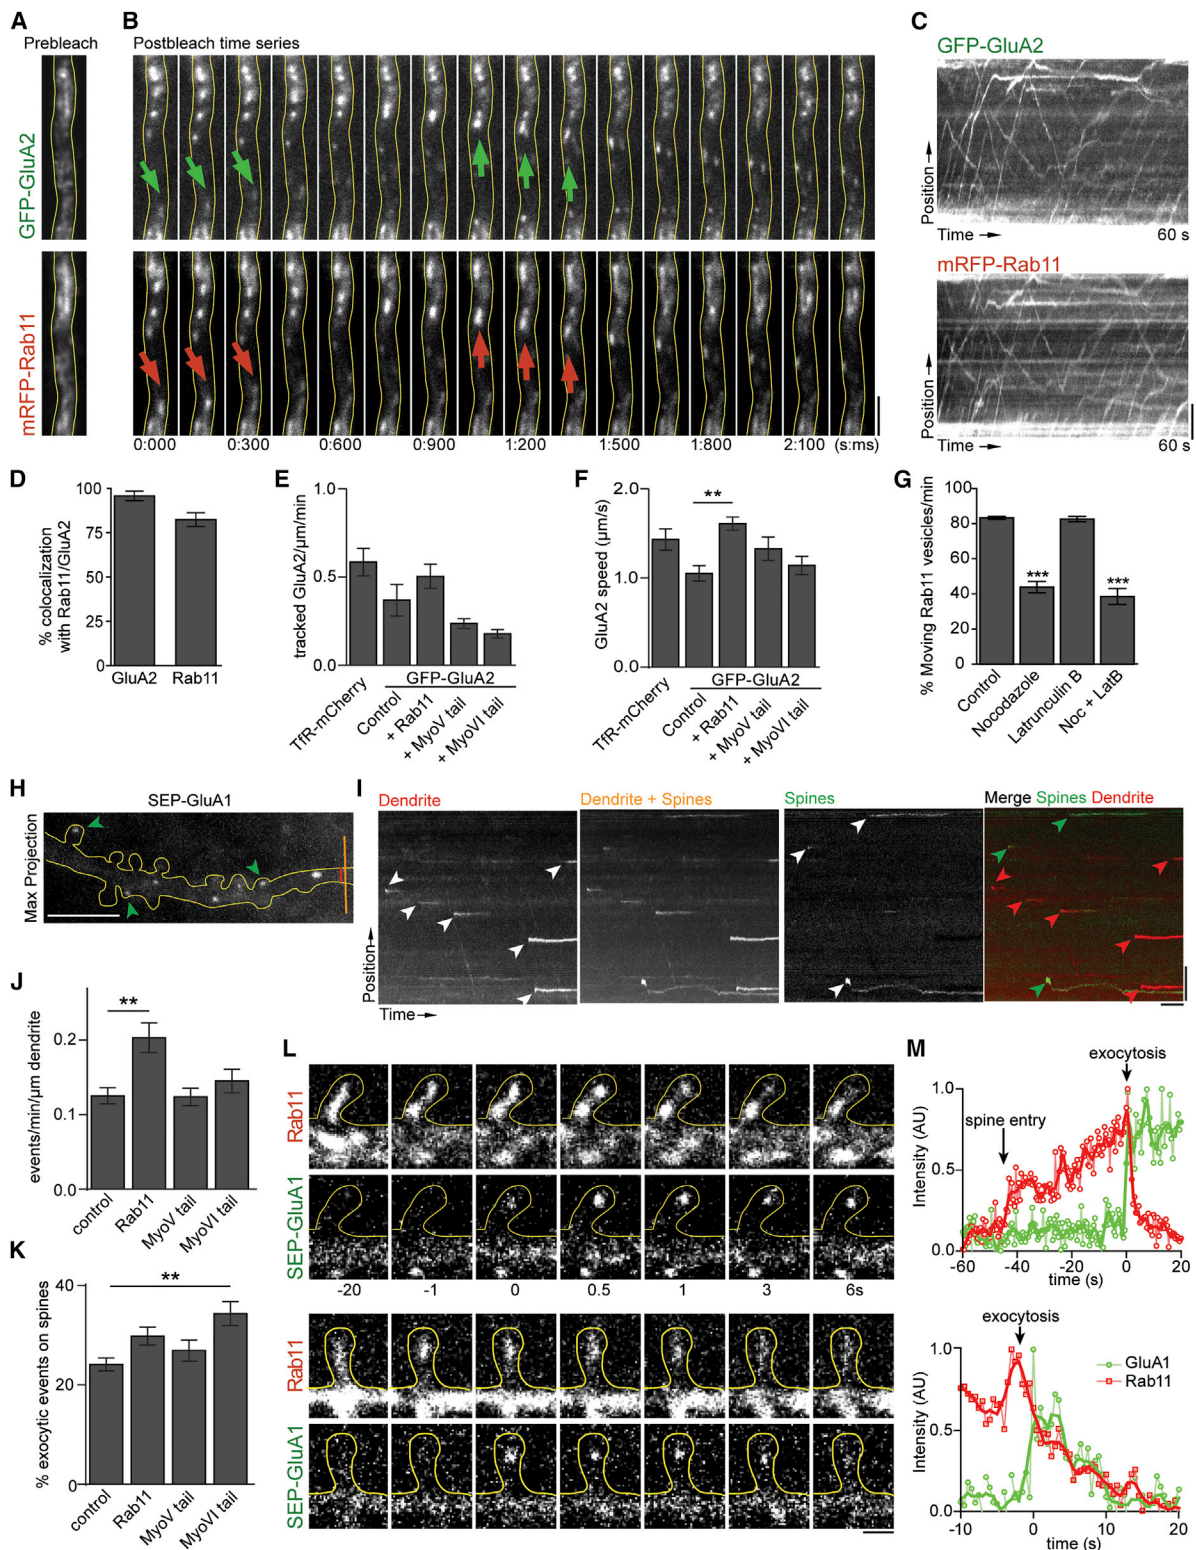 A
Prebleach
GFP-GluA2
mRFP-Rab11
B
Postbleach time series
0:000 0:300 0:600 0:900 1:200 1:500 1:800 2:100 (s:ms)
C
GFP-GluA2
Position
Time 60 s
mRFP-Rab11
Position
Time 60 s
D
% colocalization
with Rab11/GluA2
100
75
50
25
0
GluA2 Rab11
E
tracked GluA2/μm/min
1.0
0.5
0.0
GFP-GluA2
TfR-mCherry
Control
+ Rab11
+ MyoV tail
+ MyoVI tail
F
GluA2 speed (μm/s)
2.0
1.0
0.0
**
GFP-GluA2
TfR-mCherry
Control
+ Rab11
+ MyoV tail
+ MyoVI tail
G
% Moving Rab11 vesicles/min
100
80
60
40
20
0
***
***
Control
Nocodazole
Latrunculin B
Noc + LatB
H
SEP-GluA1
Max Projection
I
Dendrite
Dendrite + Spines
Spines
Merge Spines Dendrite
Position
Time
J
events/min/μm dendrite
0.2
0.1
0.0
**
control
Rab11
MyoV tail
MyoVI tail
K
% exocytic events on spines
40
20
0
**
control
Rab11
MyoV tail
MyoVI tail
L
Rab11
SEP-GluA1
-20 -1 0 0.5 1 3 6s
Rab11
SEP-GluA1
M
exocytosis
spine entry
Intensity (AU)
1.0
0.5
0.0
-60 -40 -20 0 20
time (s)
exocytosis
GluA1
Rab11
Intensity (AU)
1.0
0.5
0.0
-10 0 10 20
time (s)